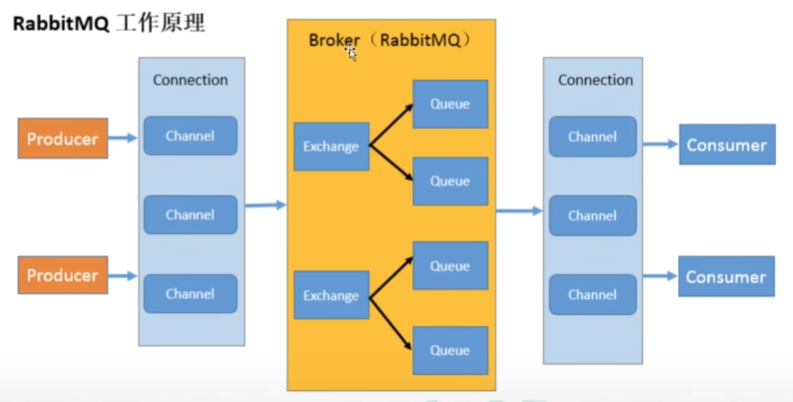 RabbitMQ 工作原理
Producer
Producer
Connection
Channel
Channel
Channel
Broker（RabbitMQ）
Exchange
Queue
Queue
Exchange
Queue
Queue
Connection
Channel
Channel
Channel
Consumer
Consumer